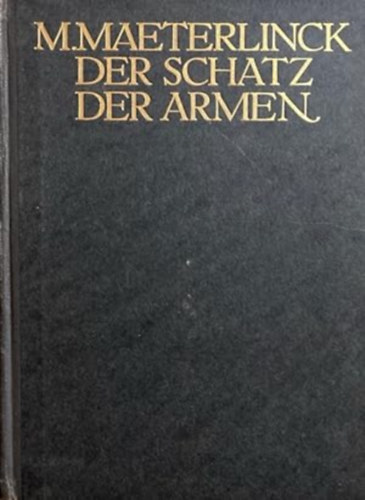 M. MAETERLINCK
DER SCHATZ
DER ARMEN